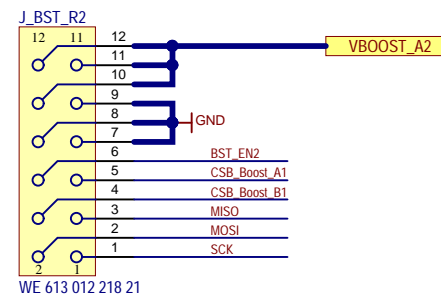 J_BST_R2
12 11
12
11
10
9
8
7
6
5
4
3
2
1
2 1
VBOOST_A2
GND
BST_EN2
CSB_Boost_A1
CSB_Boost_B1
MISO
MOSI
SCK
WE 613 012 218 21